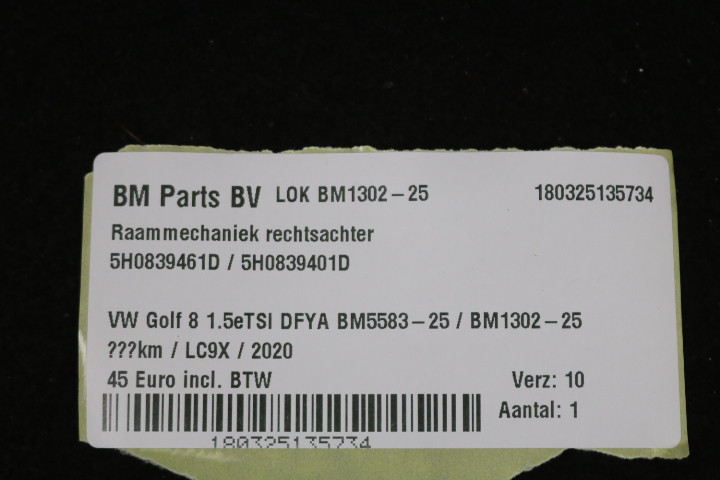 BM Parts BV LOK BM1302-25 180325135734
Raammechaniek rechtsachter
5H0839461D / 5H0839401D
VW Golf 8 1.5eTSI DFYA BM5583-25 / BM1302-25
???km / LC9X / 2020
45 Euro incl. BTW Verz: 10
Aantal: 1
180325135734